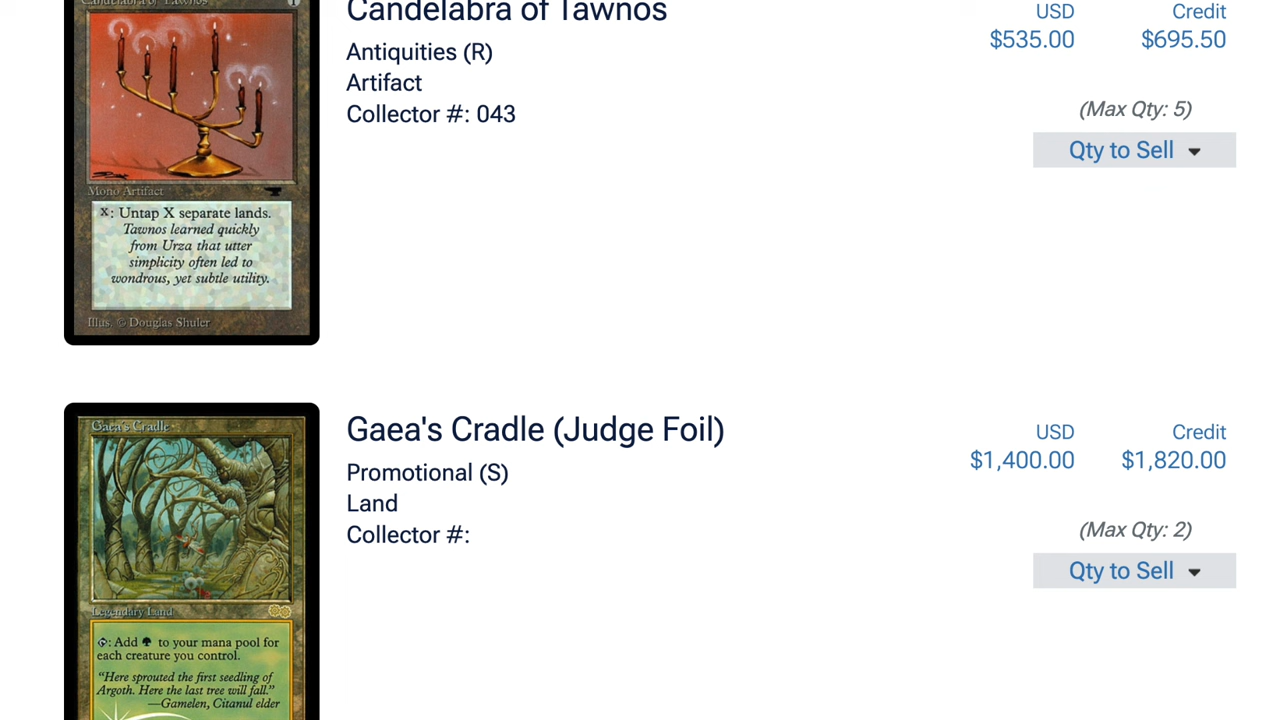 Candelabra of Tawnos
Candelabra of Tawnos
Antiquities (R)
Artifact
Collector #: 043
USD
Credit
$535.00
$695.50
(Max Qty: 5)
Qty to Sell
Mono Artifact
X: Untap X separate lands.
Tawnos learned quickly
from Urza that utter
simplicity often led to
wondrous, yet subtle utility.
Illus. © Douglas Shuler
Gaea's Cradle (Judge Foil)
Promotional (S)
Land
Collector #:
USD
Credit
$1,400.00
$1,820.00
(Max Qty: 2)
Qty to Sell
Gaea's Cradle
Legendary Land
: Add to your mana pool for
each creature you control.
"Here sprouted the first seedling of
Argoth. Here the last tree will fall."
—Gamelen, Citanul elder